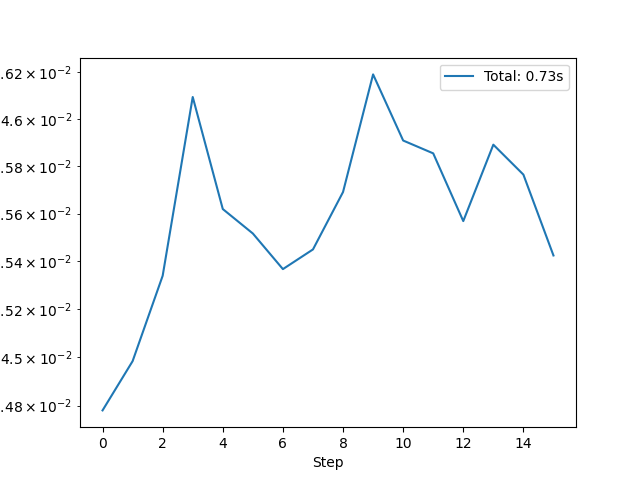 Total: 0.73s
.62 × 10⁻²
4.6 × 10⁻²
.58 × 10⁻²
.56 × 10⁻²
.54 × 10⁻²
.52 × 10⁻²
4.5 × 10⁻²
.48 × 10⁻²
0 2 4 6 8 10 12 14
Step